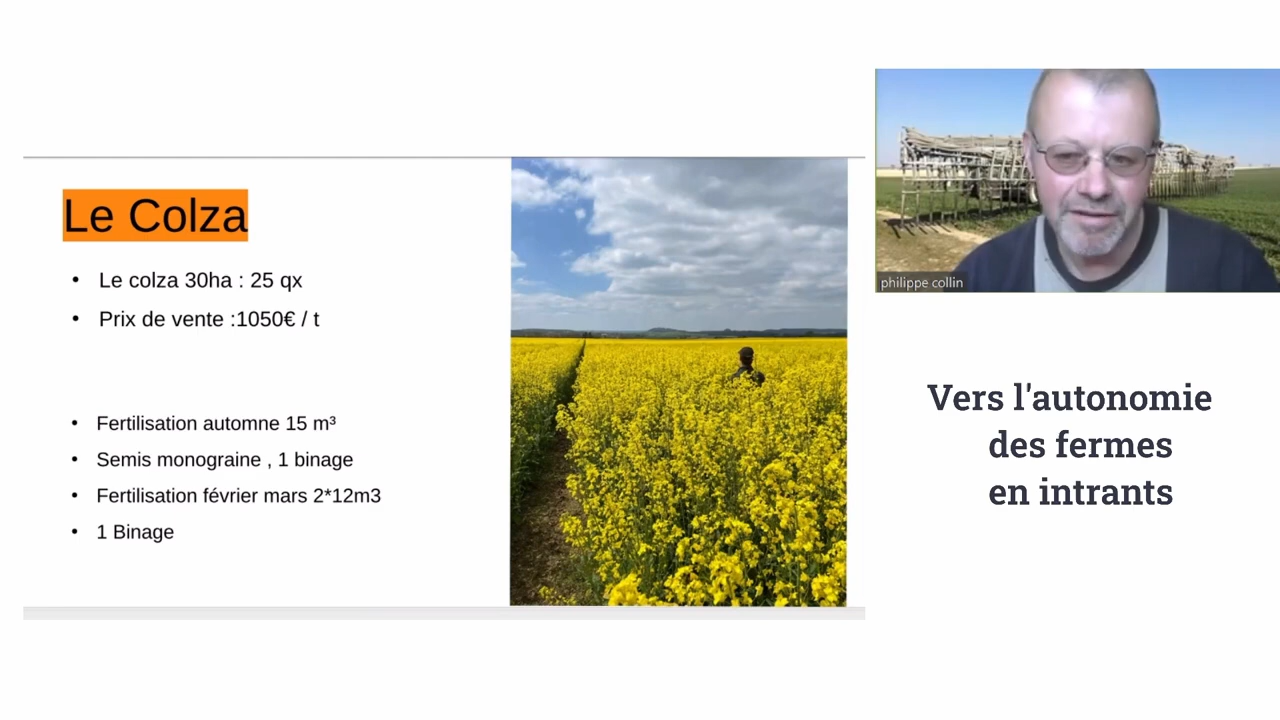 Le Colza
• Le colza 30ha : 25 qx
• Prix de vente :1050€ / t
• Fertilisation automne 15 m³
• Semis monograine , 1 binage
• Fertilisation février mars 2*12m3
• 1 Binage
philippe collin
Vers l'autonomie
des fermes
en intrants